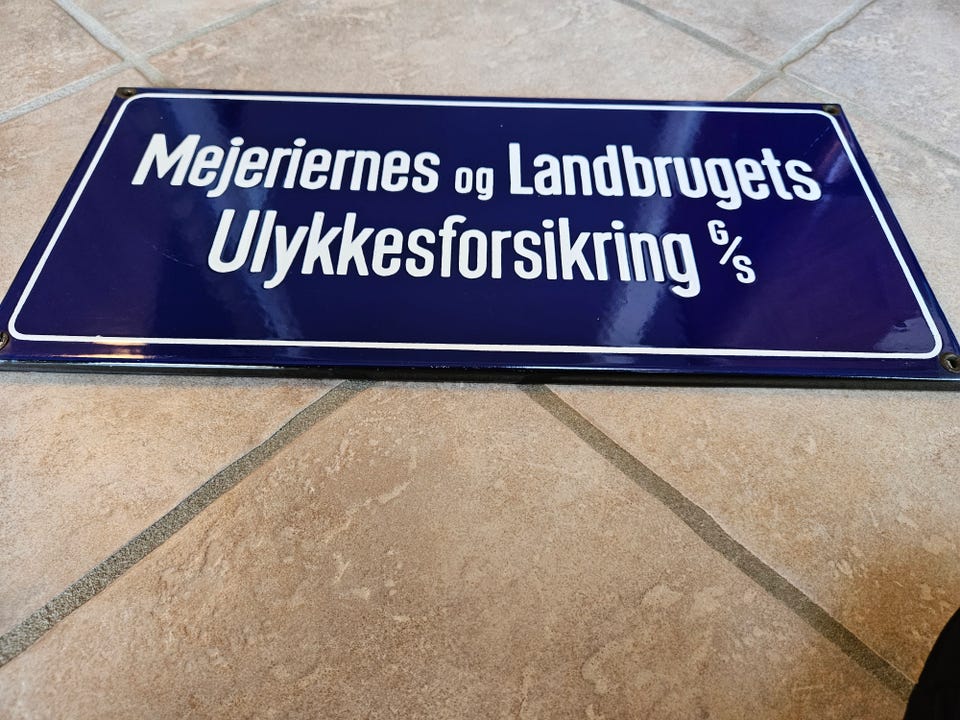 Mejeriernes og Landbrugets
Ulykkesforsikring G/S